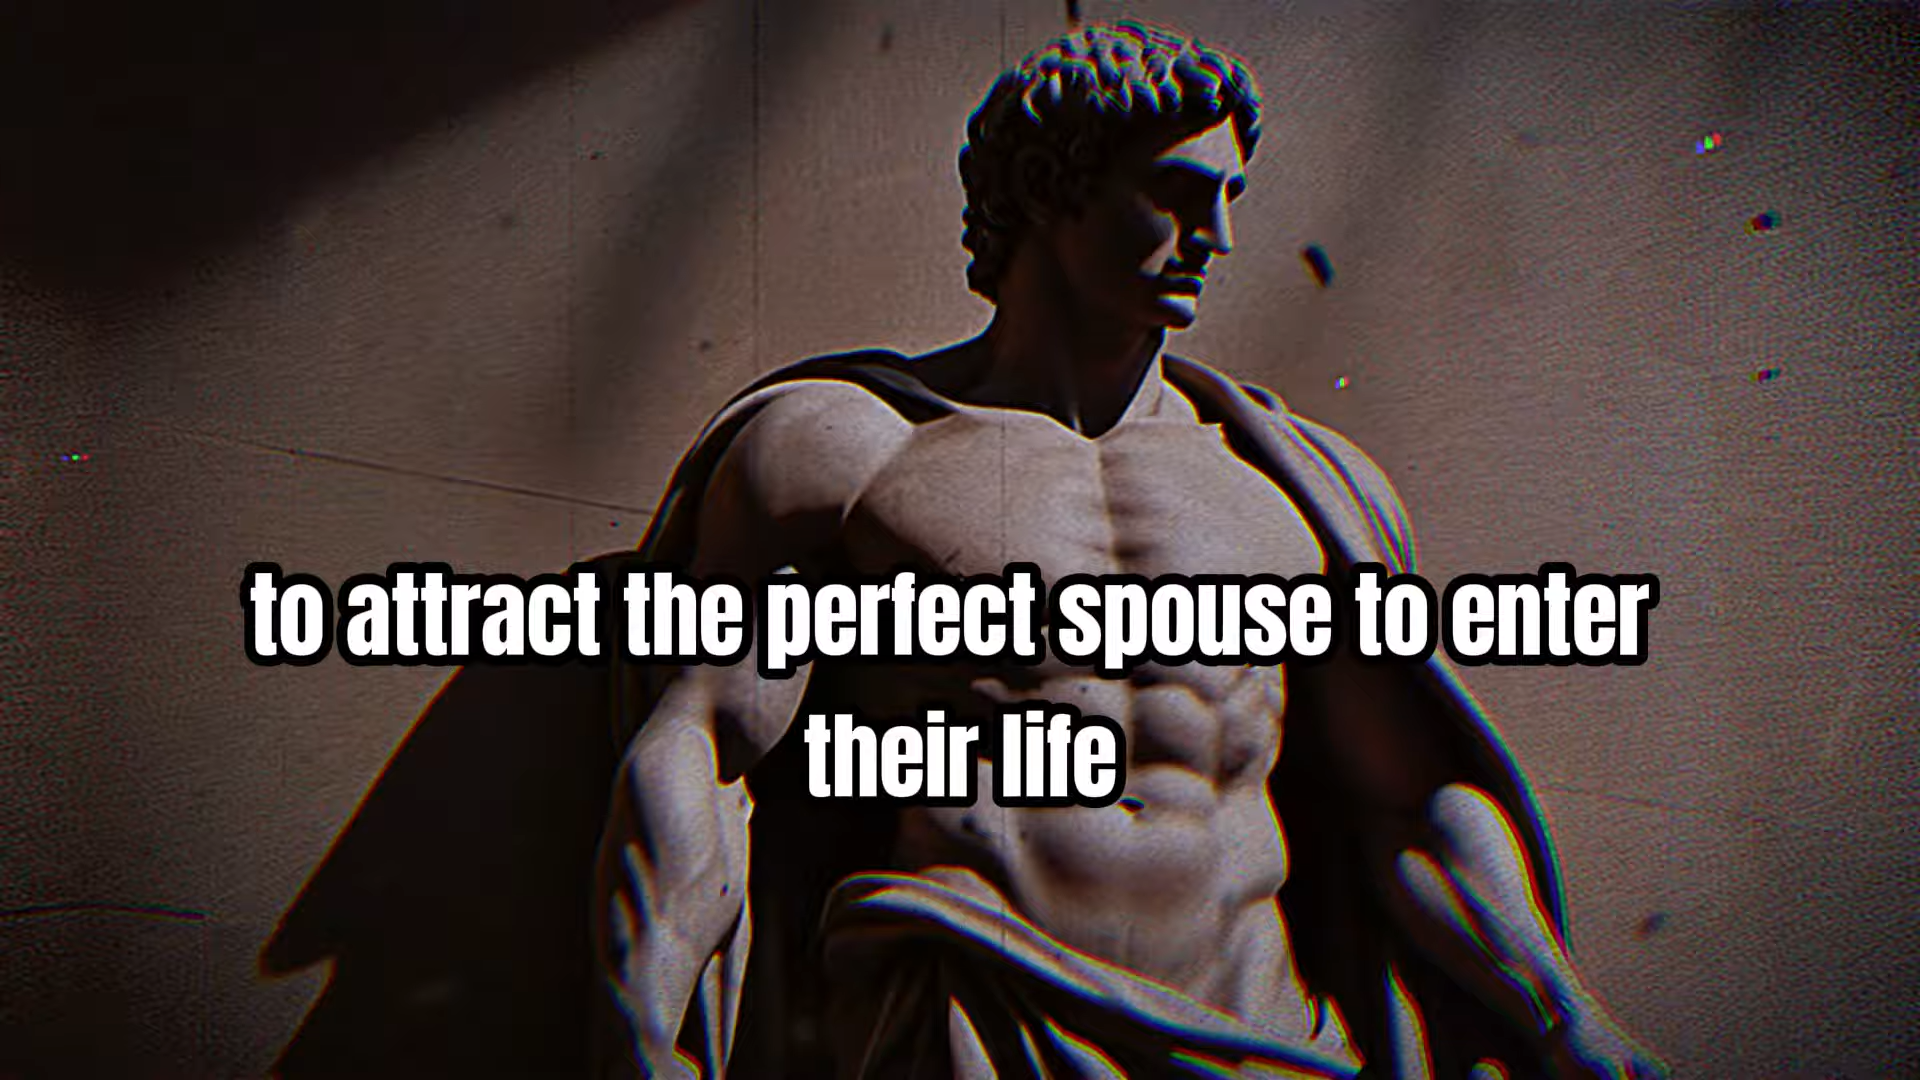 to attract the perfect spouse to enter
their life